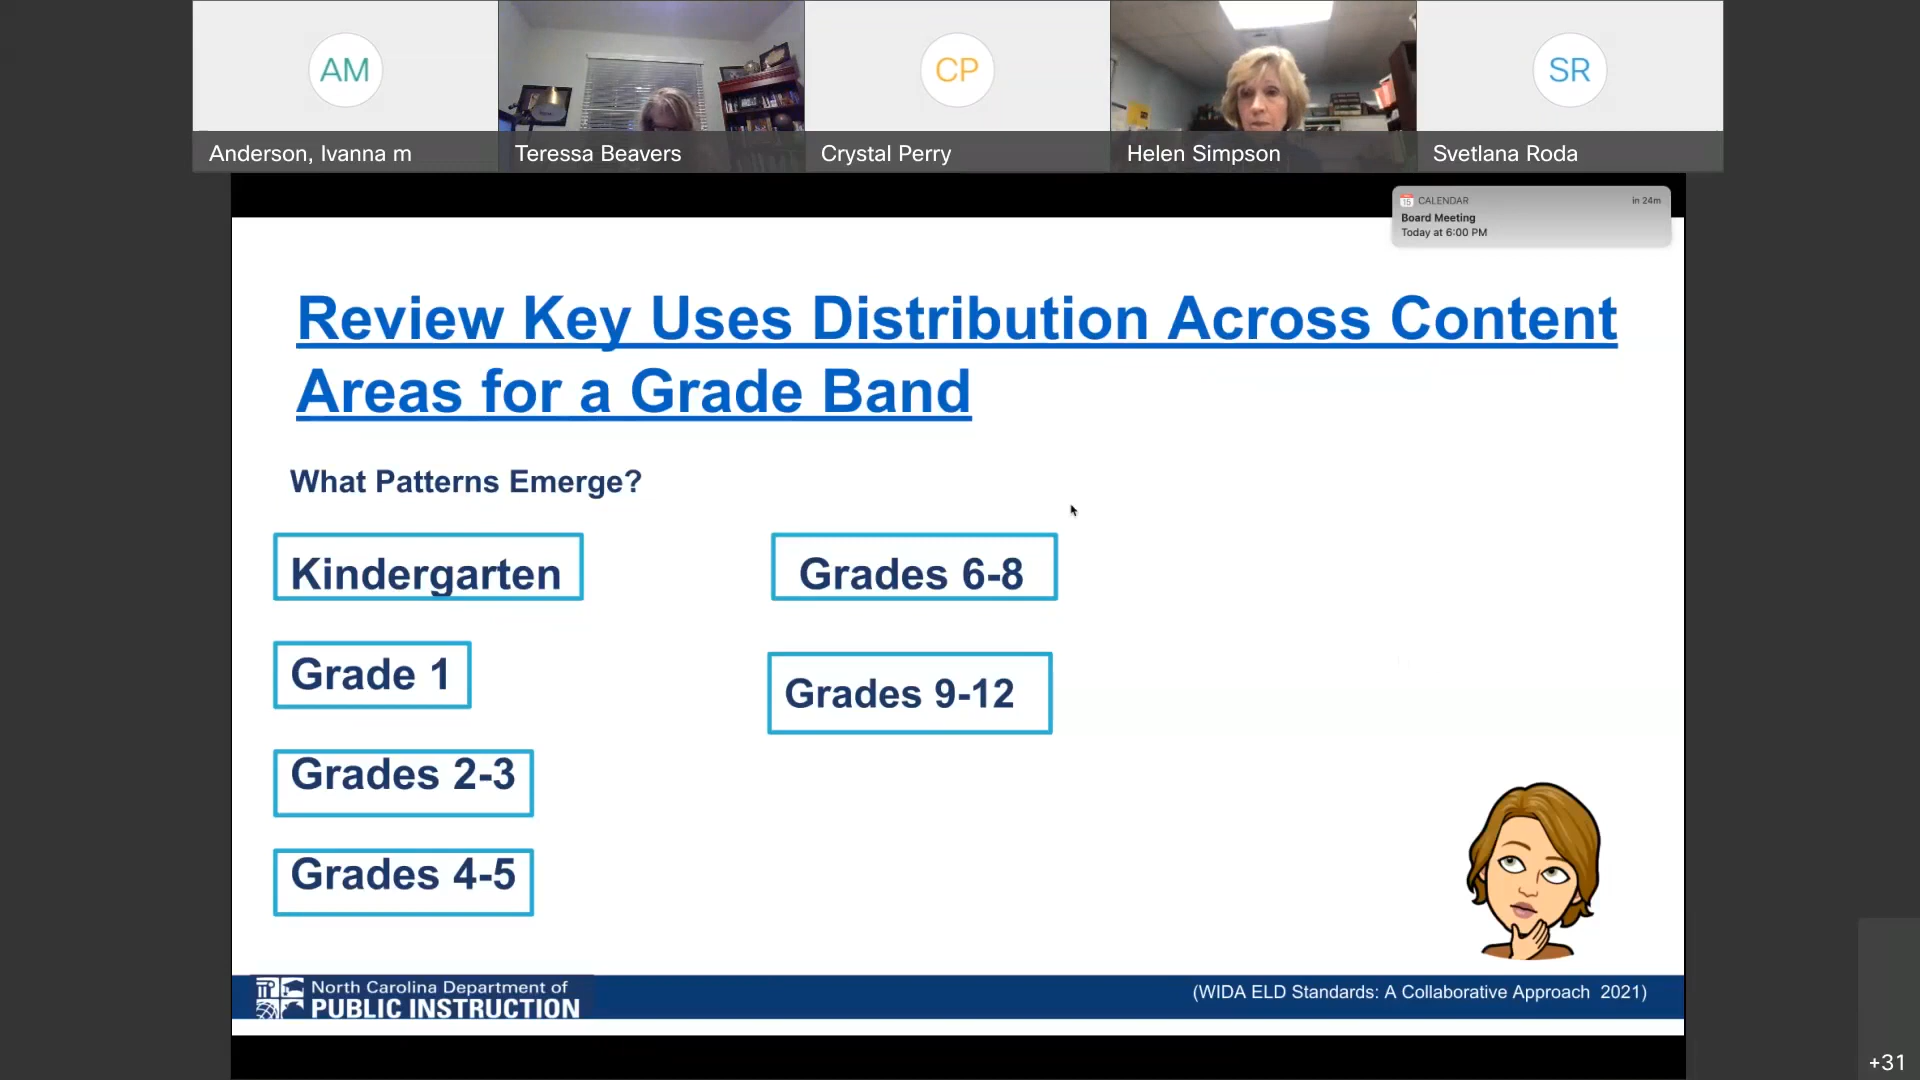 AM
CP
SR
Anderson, Ivanna m
Teressa Beavers
Crystal Perry
Helen Simpson
Svetlana Roda
15 CALENDAR in 24m
Board Meeting
Today at 6:00 PM
Review Key Uses Distribution Across Content
Areas for a Grade Band
What Patterns Emerge?
Kindergarten
Grade 1
Grades 2-3
Grades 4-5
Grades 6-8
Grades 9-12
North Carolina Department of
PUBLIC INSTRUCTION
(WIDA ELD Standards: A Collaborative Approach 2021)
+31